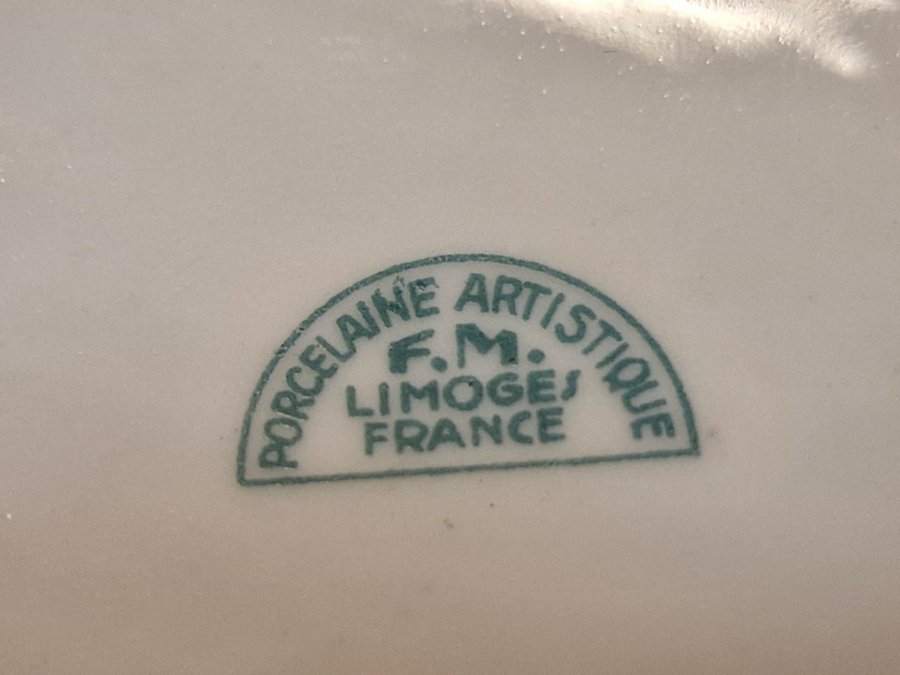 PORCELAINE ARTISTIQUE
F.M.
LIMOGES
FRANCE